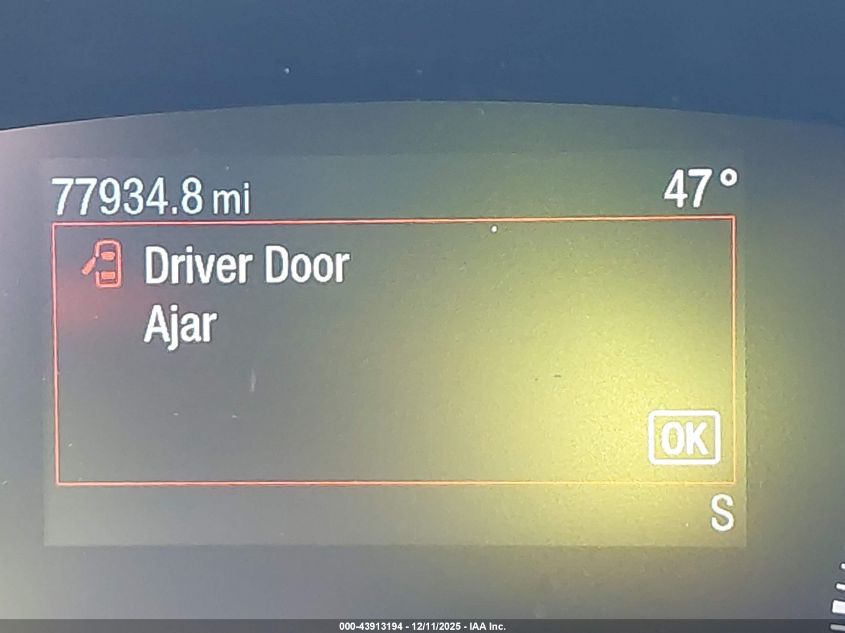 77934.8 mi 47°
Driver Door
Ajar
OK
S
000-43913194 - 12/11/2025 - IAA Inc.